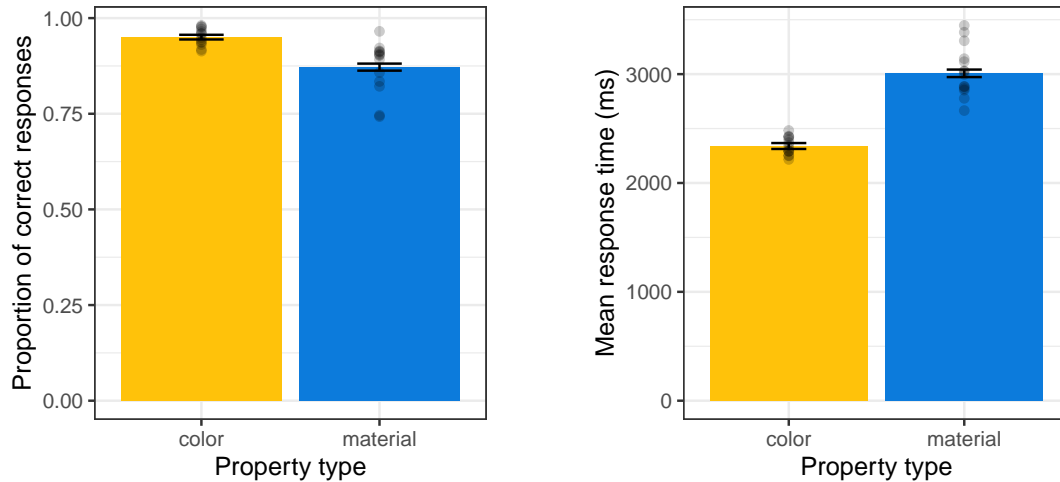 Proportion of correct responses
1.00
0.75
0.50
0.25
0.00
color material
Property type
Mean response time (ms)
3000
2000
1000
0
color material
Property type